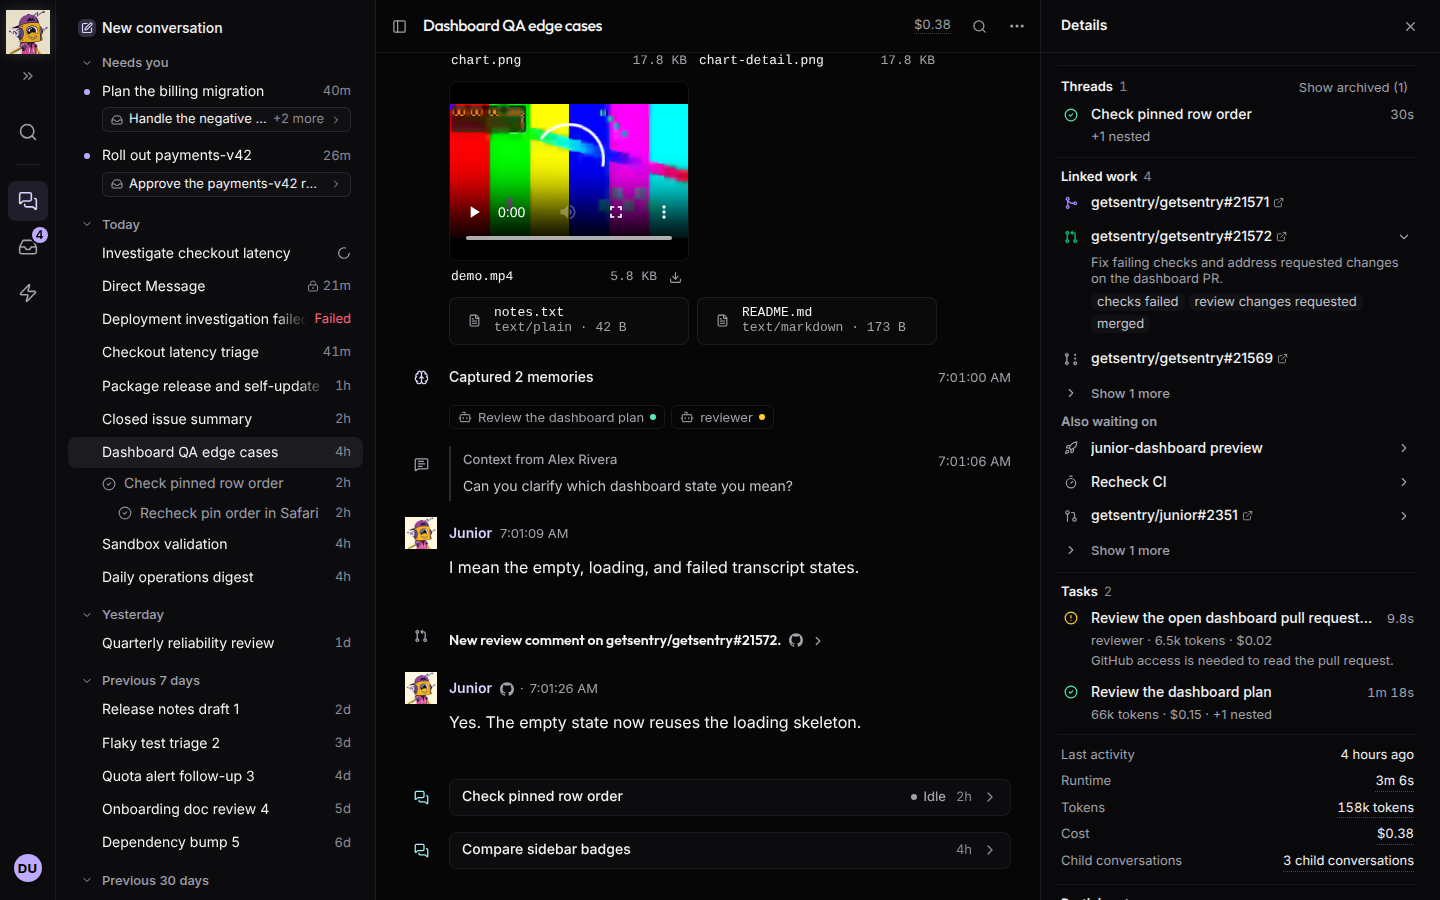 New conversation
Needs you
Plan the billing migration 40m
Handle the negative ... +2 more
Roll out payments-v42 26m
Approve the payments-v42 r...
Today
4
Investigate checkout latency
Direct Message 21m
Deployment investigation failed Failed
Checkout latency triage 41m
Package release and self-update 1h
Closed issue summary 2h
Dashboard QA edge cases 4h
Check pinned row order 2h
Recheck pin order in Safari 2h
Sandbox validation 4h
Daily operations digest 4h
Yesterday
Quarterly reliability review 1d
Previous 7 days
Release notes draft 1 2d
Flaky test triage 2 3d
Quota alert follow-up 3 4d
Onboarding doc review 4 5d
Dependency bump 5 6d
DU
Previous 30 days
Dashboard QA edge cases $0.38
chart.png 17.8 KB chart-detail.png 17.8 KB
0:00
demo.mp4 5.8 KB
notes.txt
text/plain · 42 B
README.md
text/markdown · 173 B
Captured 2 memories 7:01:00 AM
Review the dashboard plan reviewer
Context from Alex Rivera 7:01:06 AM
Can you clarify which dashboard state you mean?
Junior 7:01:09 AM
I mean the empty, loading, and failed transcript states.
New review comment on getsentry/getsentry#21572.
Junior · 7:01:26 AM
Yes. The empty state now reuses the loading skeleton.
Check pinned row order Idle 2h
Compare sidebar badges 4h
Details
Threads 1 Show archived (1)
Check pinned row order 30s
+1 nested
Linked work 4
getsentry/getsentry#21571
getsentry/getsentry#21572
Fix failing checks and address requested changes
on the dashboard PR.
checks failed review changes requested
merged
getsentry/getsentry#21569
Show 1 more
Also waiting on
junior-dashboard preview
Recheck CI
getsentry/junior#2351
Show 1 more
Tasks 2
Review the open dashboard pull request... 9.8s
reviewer · 6.5k tokens · $0.02
GitHub access is needed to read the pull request.
Review the dashboard plan 1m 18s
66k tokens · $0.15 · +1 nested
Last activity 4 hours ago
Runtime 3m 6s
Tokens 158k tokens
Cost $0.38
Child conversations 3 child conversations